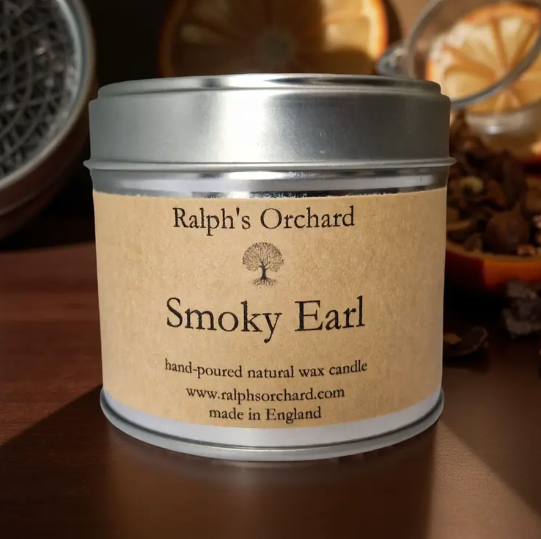 Ralph's Orchard
Smoky Earl
hand-poured natural wax candle
www.ralphsorchard.com
made in England